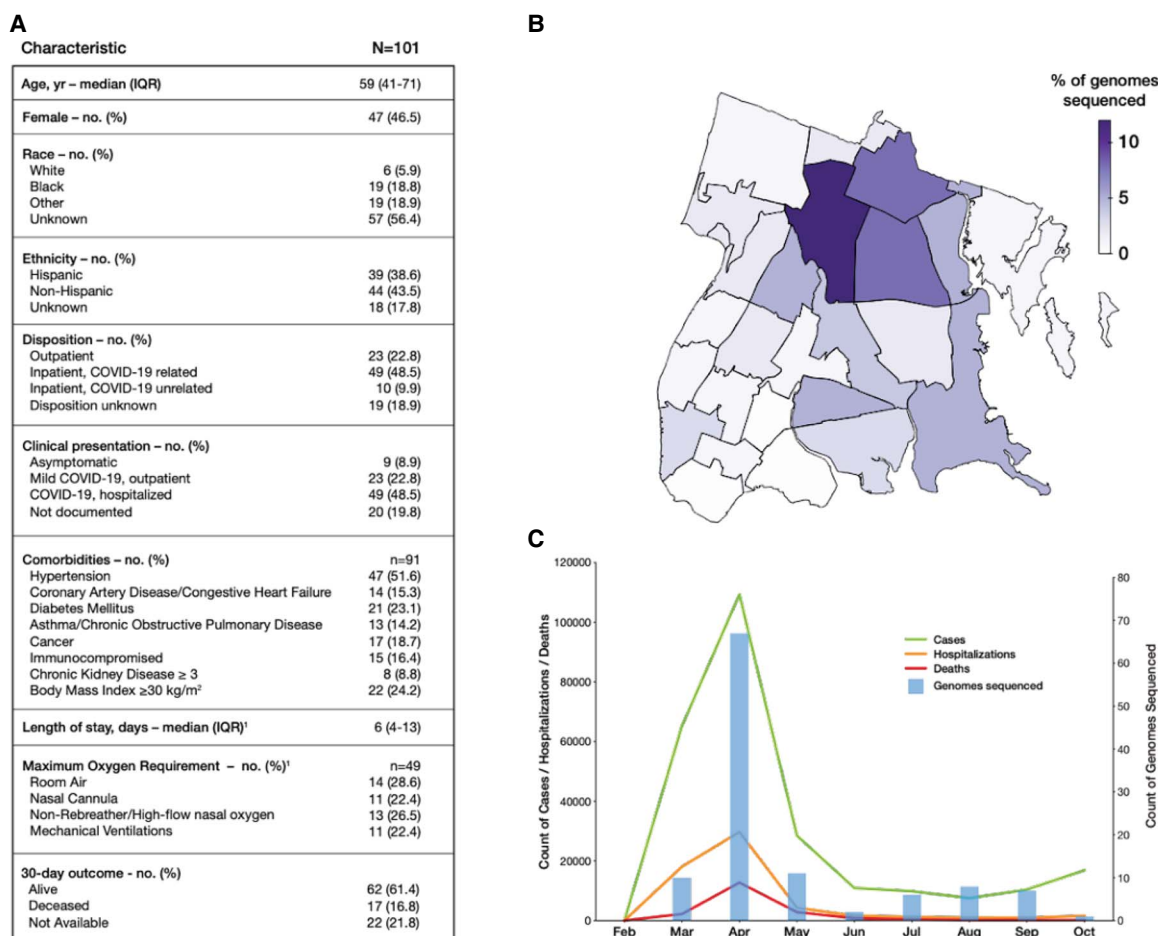 A
Characteristic N=101
Age, yr – median (IQR) 59 (41-71)
Female – no. (%) 47 (46.5)
Race – no. (%)
White 6 (5.9)
Black 19 (18.8)
Other 19 (18.9)
Unknown 57 (56.4)
Ethnicity – no. (%)
Hispanic 39 (38.6)
Non-Hispanic 44 (43.5)
Unknown 18 (17.8)
Disposition – no. (%)
Outpatient 23 (22.8)
Inpatient, COVID-19 related 49 (48.5)
Inpatient, COVID-19 unrelated 10 (9.9)
Disposition unknown 19 (18.9)
Clinical presentation – no. (%)
Asymptomatic 9 (8.9)
Mild COVID-19, outpatient 23 (22.8)
COVID-19, hospitalized 49 (48.5)
Not documented 20 (19.8)
Comorbidities – no. (%) n=91
Hypertension 47 (51.6)
Coronary Artery Disease/Congestive Heart Failure 14 (15.3)
Diabetes Mellitus 21 (23.1)
Asthma/Chronic Obstructive Pulmonary Disease 13 (14.2)
Cancer 17 (18.7)
Immunocompromised 15 (16.4)
Chronic Kidney Disease ≥ 3 8 (8.8)
Body Mass Index ≥30 kg/m² 22 (24.2)
Length of stay, days – median (IQR)¹ 6 (4-13)
Maximum Oxygen Requirement – no. (%)¹ n=49
Room Air 14 (28.6)
Nasal Cannula 11 (22.4)
Non-Rebreather/High-flow nasal oxygen 13 (26.5)
Mechanical Ventilations 11 (22.4)
30-day outcome - no. (%)
Alive 62 (61.4)
Deceased 17 (16.8)
Not Available 22 (21.8)
B
% of genomes
sequenced
10
5
0
C
Count of Cases / Hospitalizations / Deaths
120000
100000
80000
60000
40000
20000
0
Cases
Hospitalizations
Deaths
Genomes sequenced
80
70
60
50
40
30
20
10
0
Count of Genomes Sequenced
Feb Mar Apr May Jun Jul Aug Sep Oct